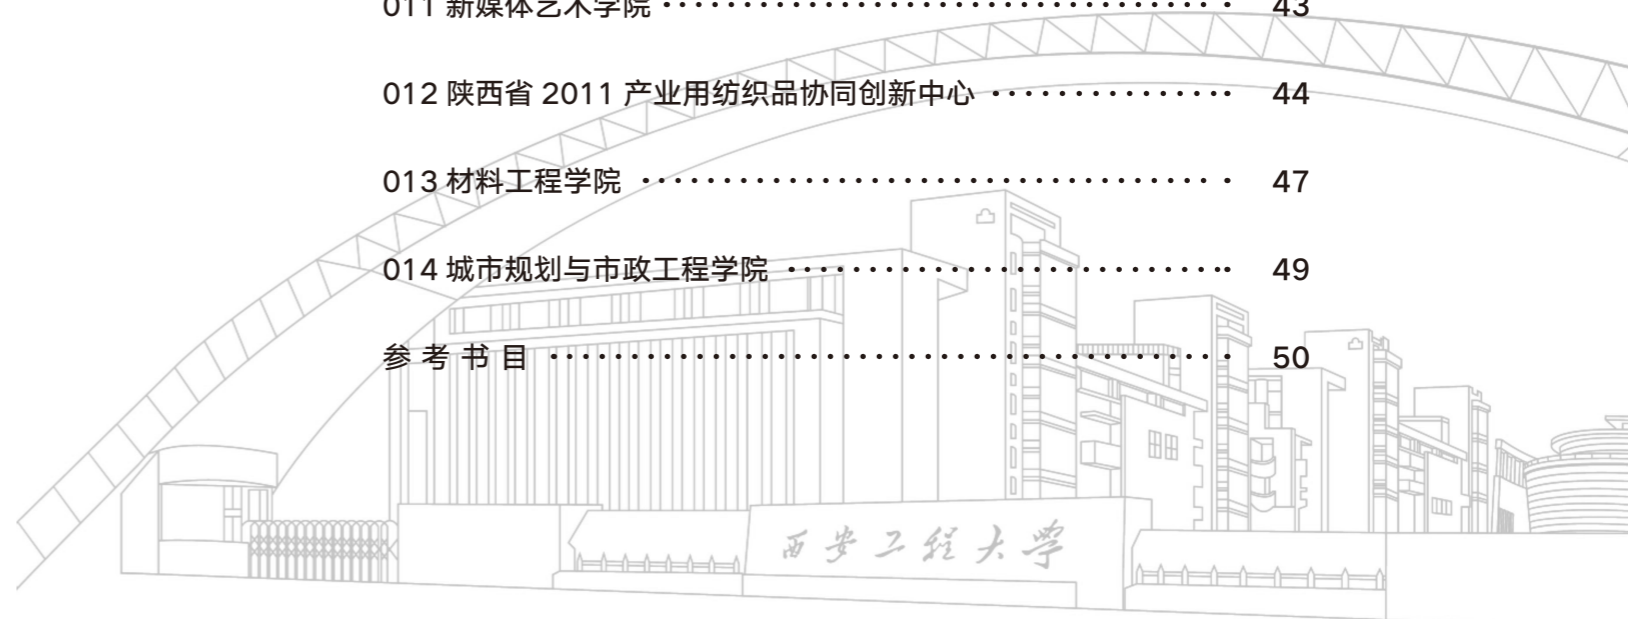 011 新媒体艺术学院 ································ 43
012 陕西省 2011 产业用纺织品协同创新中心 ··············· 44
013 材料工程学院 ···································· 47
014 城市规划与市政工程学院 ···························· 49
参 考 书 目 ·········································· 50
西安工程大学